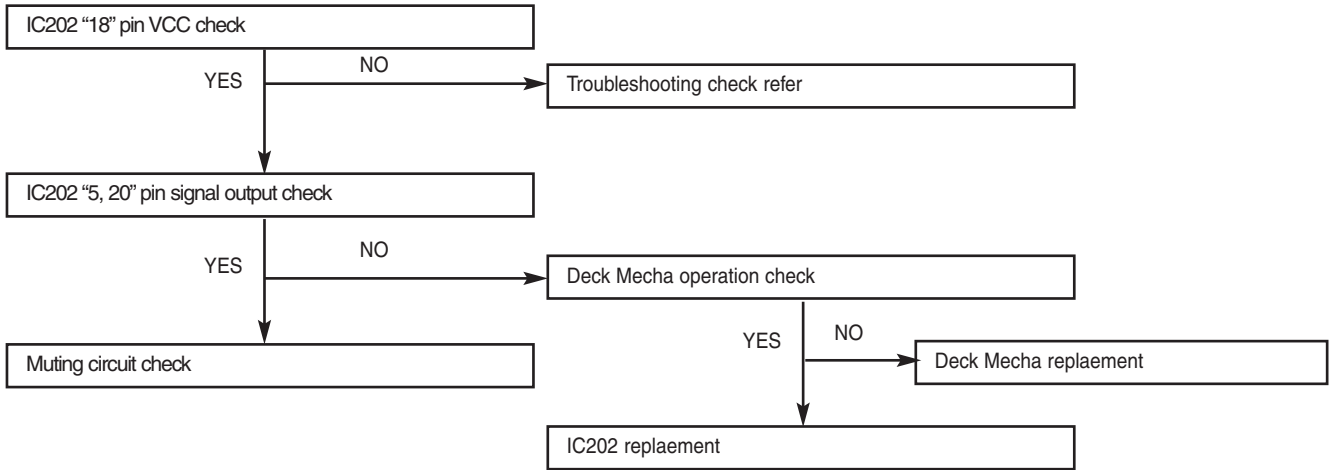 IC202 “18” pin VCC check
NO
YES
Troubleshooting check refer
IC202 “5, 20” pin signal output check
NO
YES
Deck Mecha operation check
NO
YES
Muting circuit check
Deck Mecha replaement
IC202 replaement